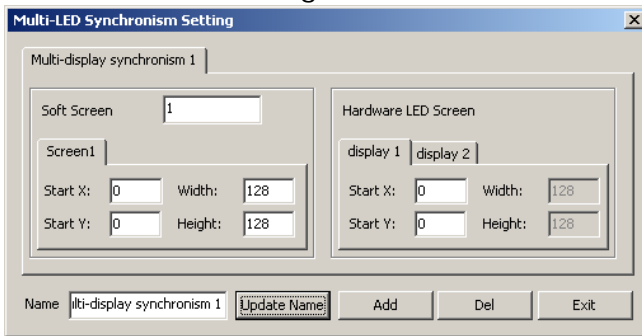 Multi-LED Synchronism Setting
Multi-display synchronism 1
Soft Screen 1
Screen1
Start X: 0 Width: 128
Start Y: 0 Height: 128
Hardware LED Screen
display 1 display 2
Start X: 0 Width: 128
Start Y: 0 Height: 128
Name lti-display synchronism 1 Update Name Add Del Exit